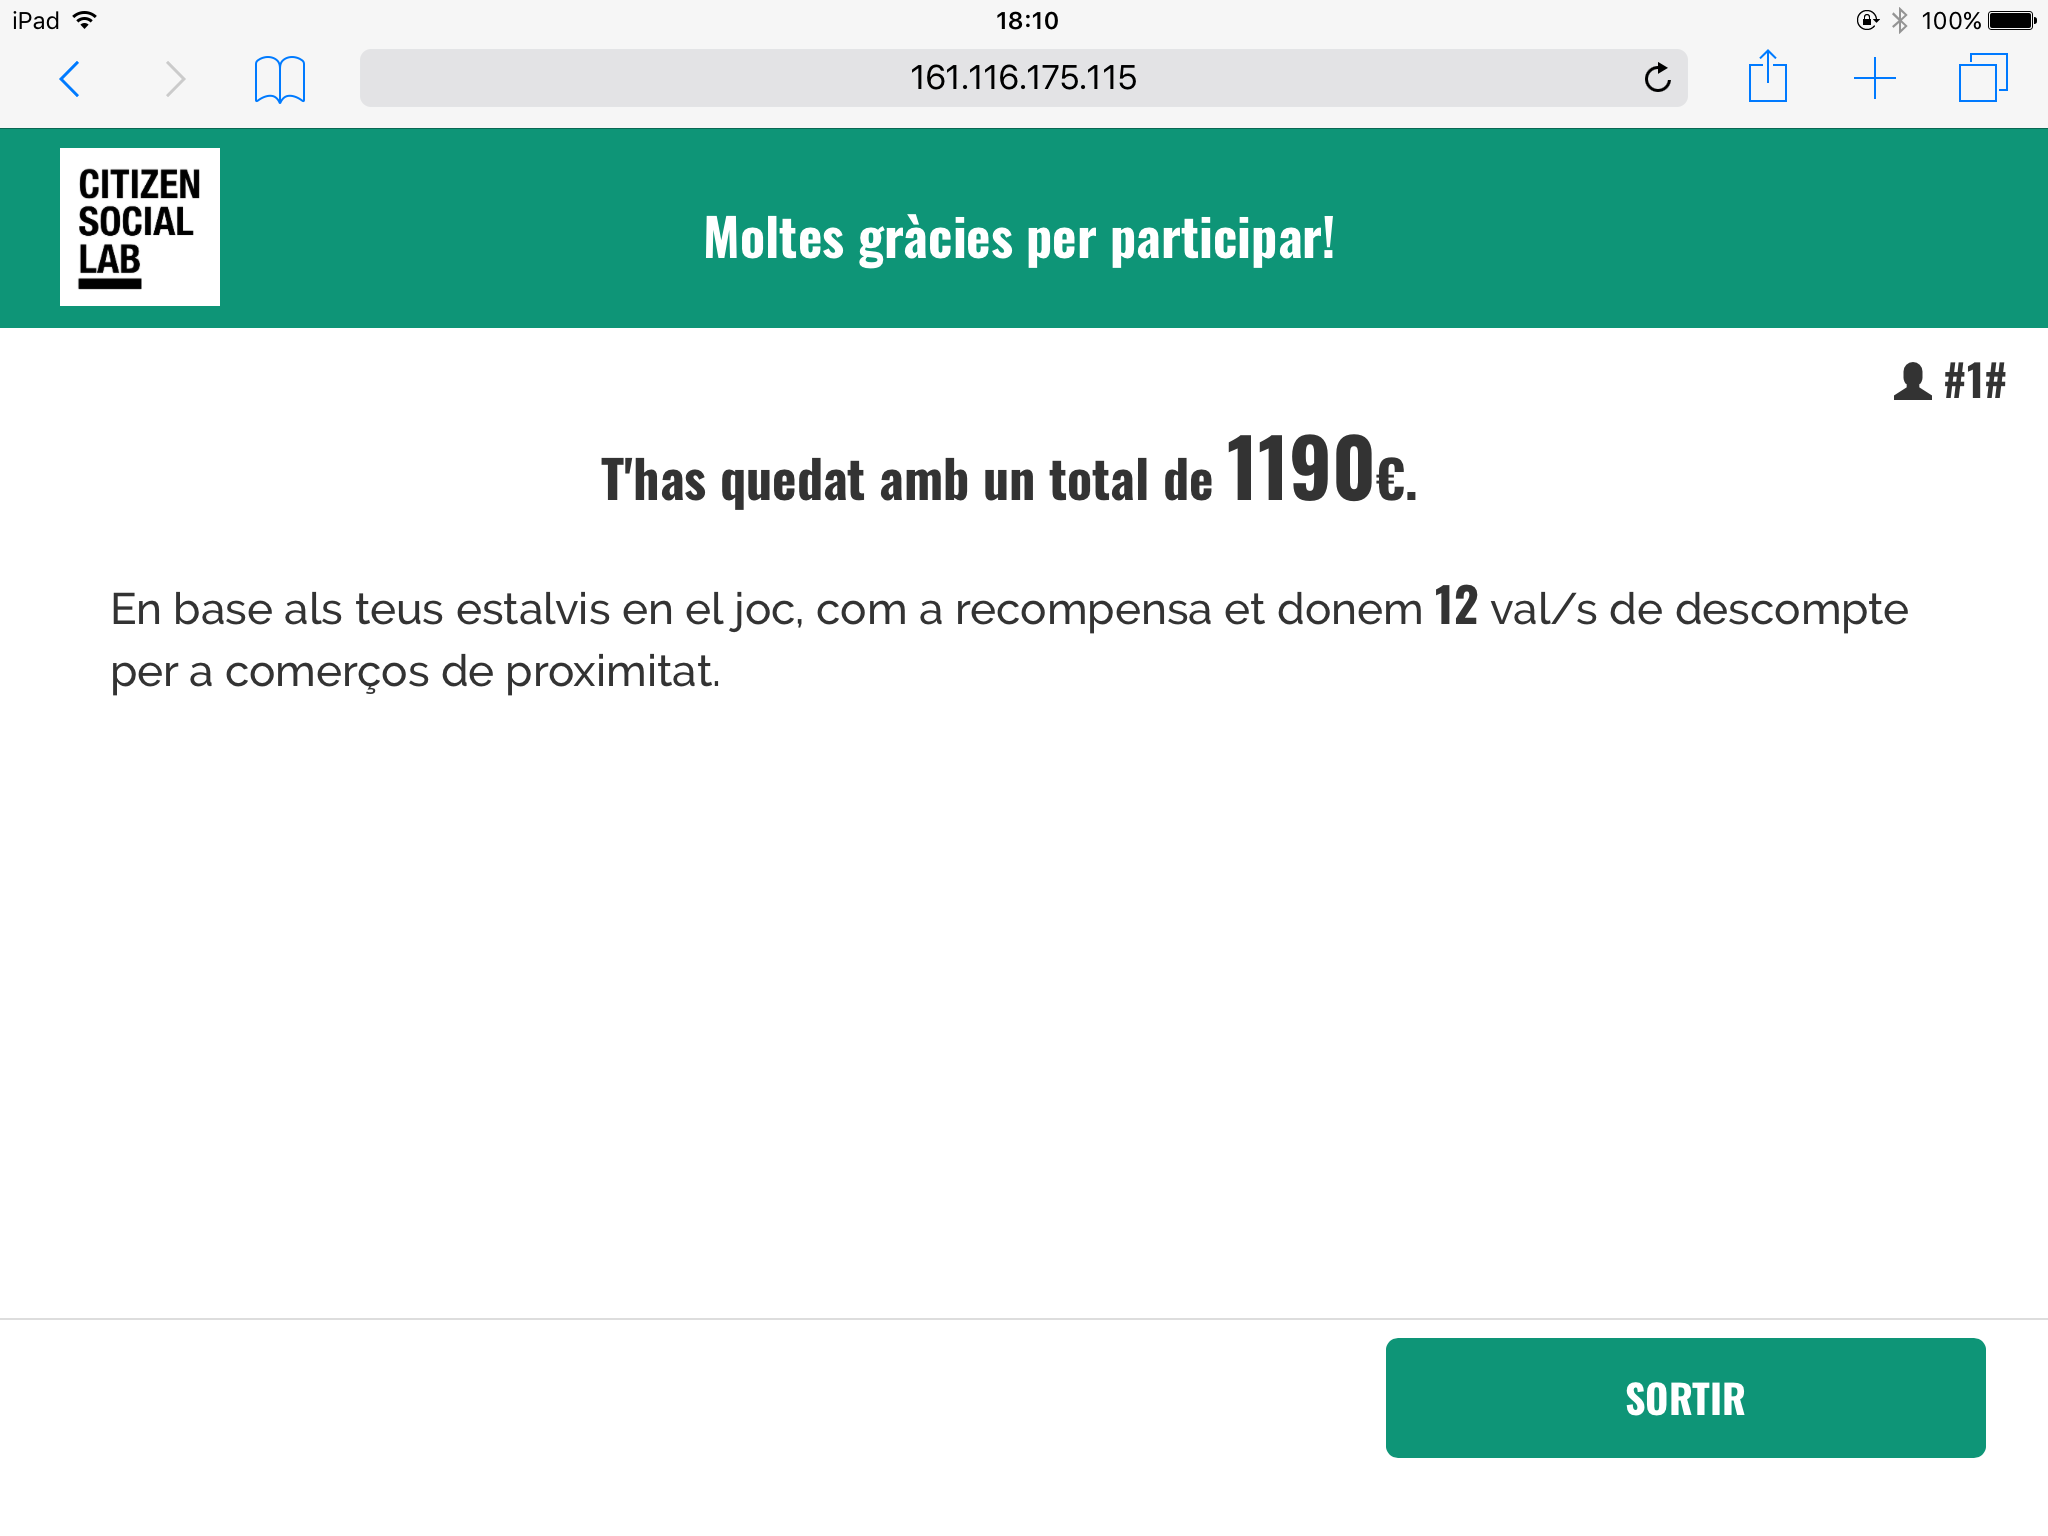 iPad 18:10 100%
161.116.175.115
CITIZEN
SOCIAL
LAB
Moltes gràcies per participar!
#1#
T'has quedat amb un total de 1190€.
En base als teus estalvis en el joc, com a recompensa et donem 12 val/s de descompte
per a comerços de proximitat.
SORTIR